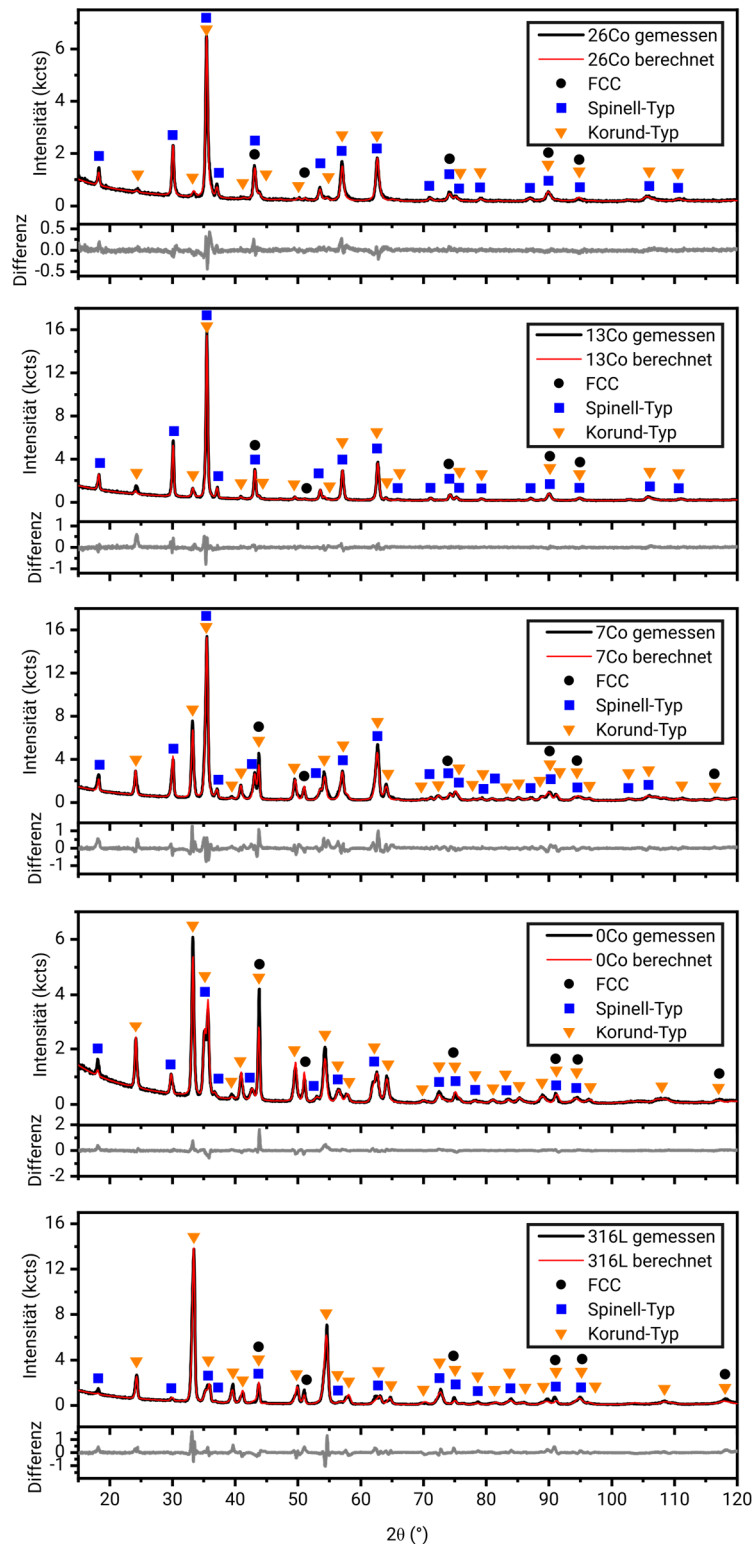 Intensität (kcts)
6
4
2
0
26Co gemessen
26Co berechnet
FCC
Spinell-Typ
Korund-Typ
Differenz
0.5
0.0
-0.5
Intensität (kcts)
16
12
8
4
0
13Co gemessen
13Co berechnet
FCC
Spinell-Typ
Korund-Typ
Differenz
1
0
-1
Intensität (kcts)
16
12
8
4
0
7Co gemessen
7Co berechnet
FCC
Spinell-Typ
Korund-Typ
Differenz
1
0
-1
Intensität (kcts)
6
4
2
0
0Co gemessen
0Co berechnet
FCC
Spinell-Typ
Korund-Typ
Differenz
2
0
-2
Intensität (kcts)
16
12
8
4
0
316L gemessen
316L berechnet
FCC
Spinell-Typ
Korund-Typ
Differenz
1
0
-1
20 30 40 50 60 70 80 90 100 110 120
2θ (°)